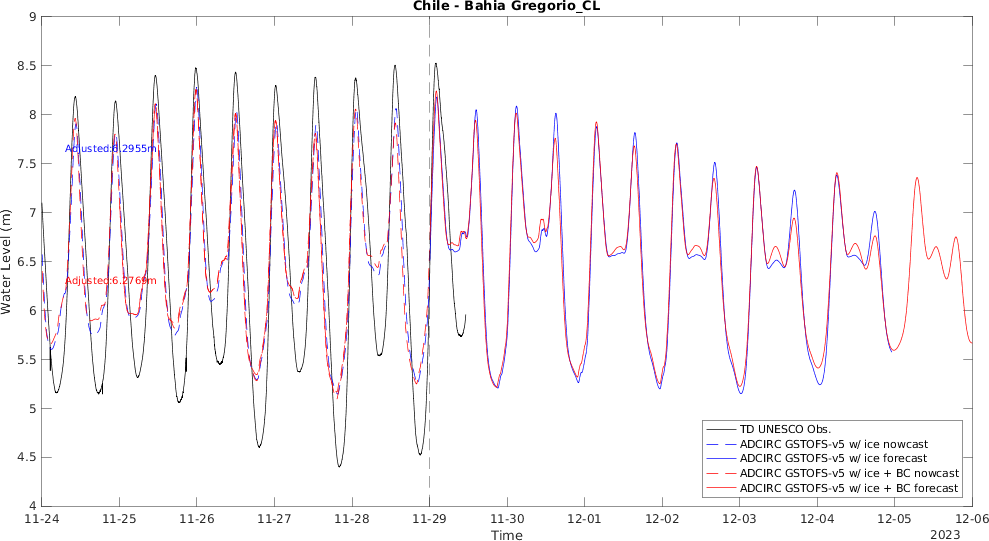 Chile - Bahia Gregorio_CL
9
8.5
8
7.5
7
6.5
6
5.5
5
4.5
4
Water Level (m)
Adjusted:6.2955m
Adjusted:6.2769m
TD UNESCO Obs.
ADCIRC GSTOFS-v5 w/ ice nowcast
ADCIRC GSTOFS-v5 w/ ice forecast
ADCIRC GSTOFS-v5 w/ ice + BC nowcast
ADCIRC GSTOFS-v5 w/ ice + BC forecast
11-24 11-25 11-26 11-27 11-28 11-29 11-30 12-01 12-02 12-03 12-04 12-05 12-06
Time
2023